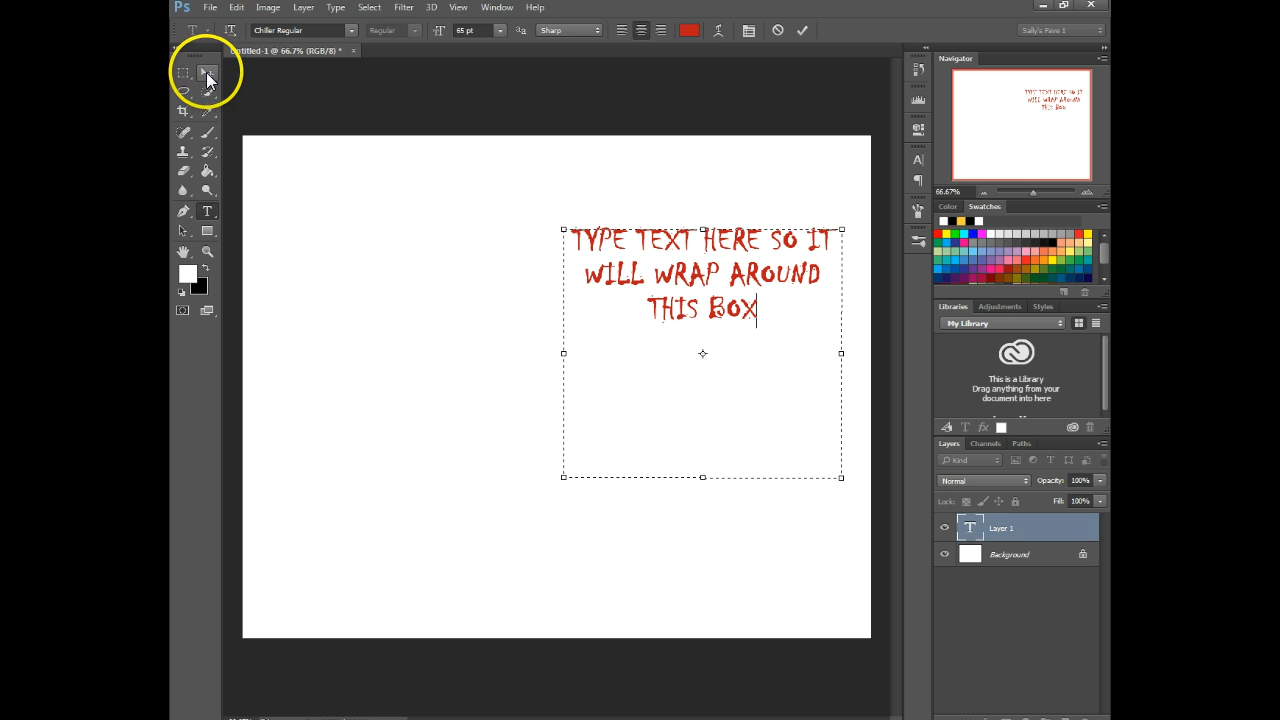 Ps File Edit Image Layer Type Select Filter 3D View Window Help
T Chiller Regular Regular 65 pt aa Sharp Sally's Fave 1
Untitled-1 @ 66.7% (RGB/8) * ×
Navigator
TYPE TEXT HERE SO IT
WILL WRAP AROUND
THIS BOX
66.67%
Color Swatches
TYPE TEXT HERE SO IT
WILL WRAP AROUND
THIS BOX
Libraries Adjustments Styles
My Library
This is a Library
Drag anything from your
document into here
Layers Channels Paths
Kind
Normal Opacity: 100%
Lock: Fill: 100%
T Layer 1
Background